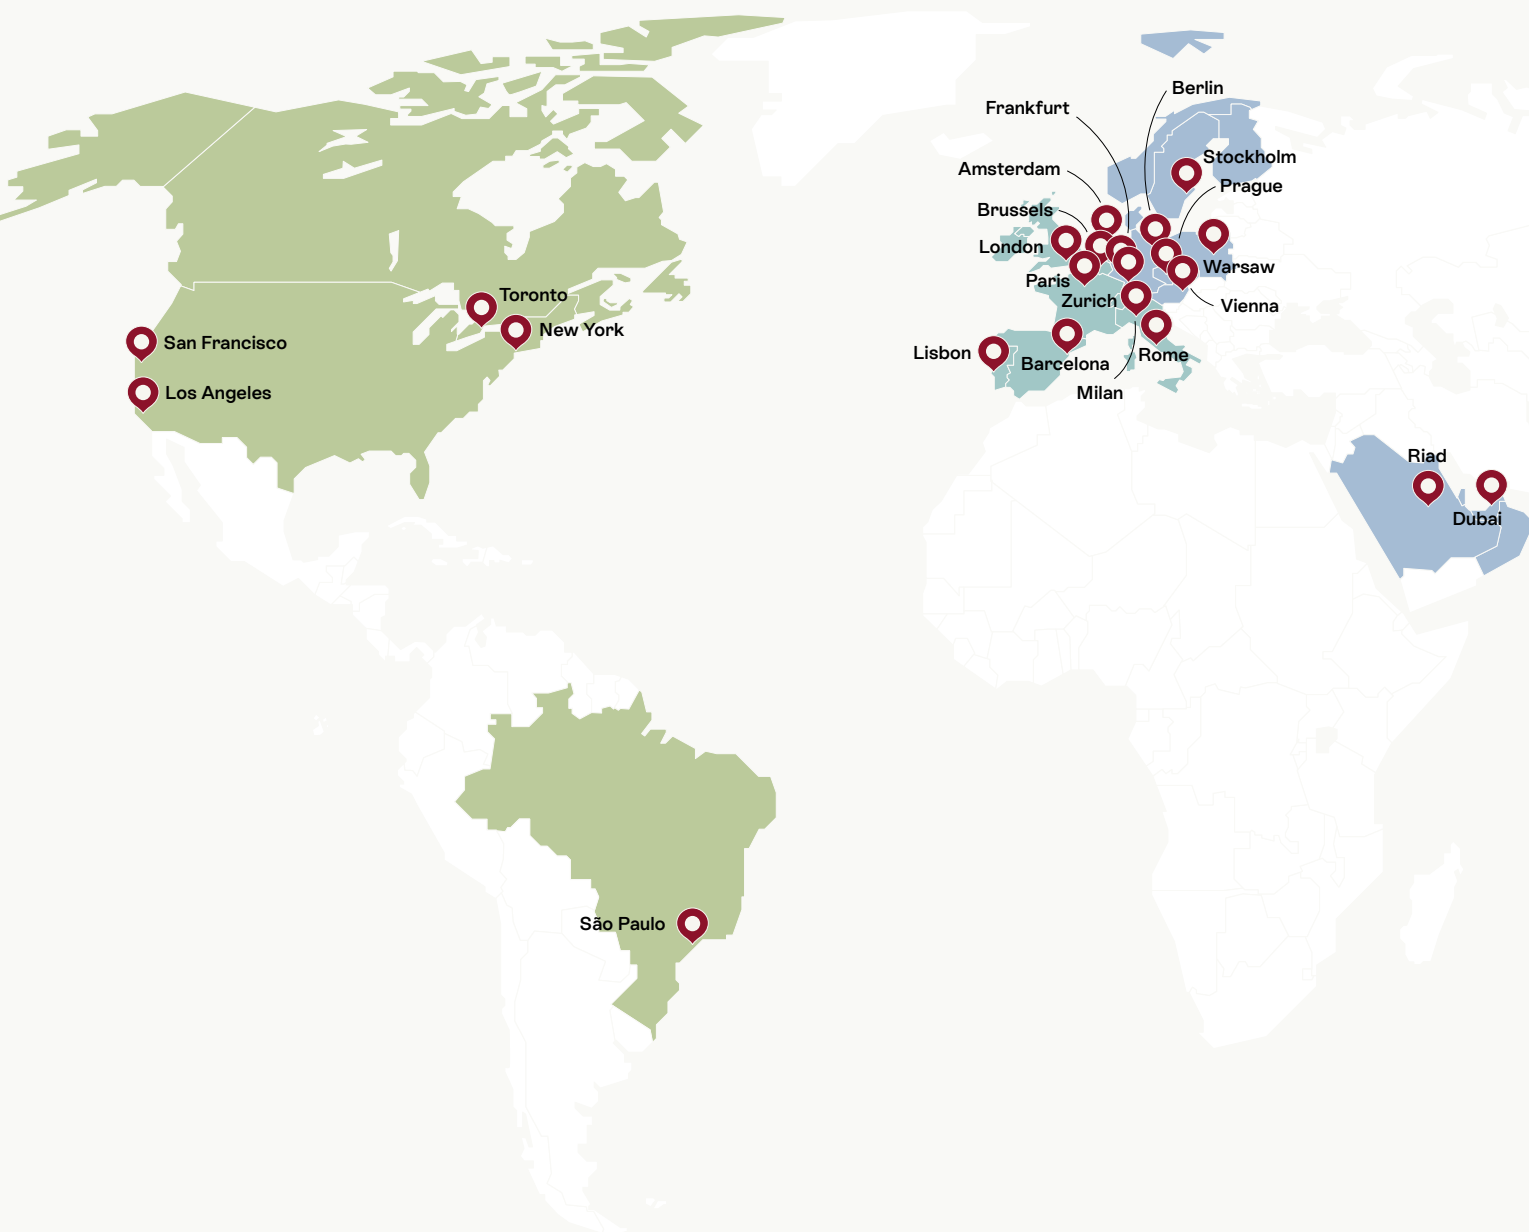 Berlin
Frankfurt
Stockholm
Amsterdam
Prague
Brussels
London
Warsaw
Paris
Toronto
Zurich
Vienna
New York
San Francisco
Lisbon
Rome
Barcelona
Los Angeles
Milan
Riad
Dubai
São Paulo